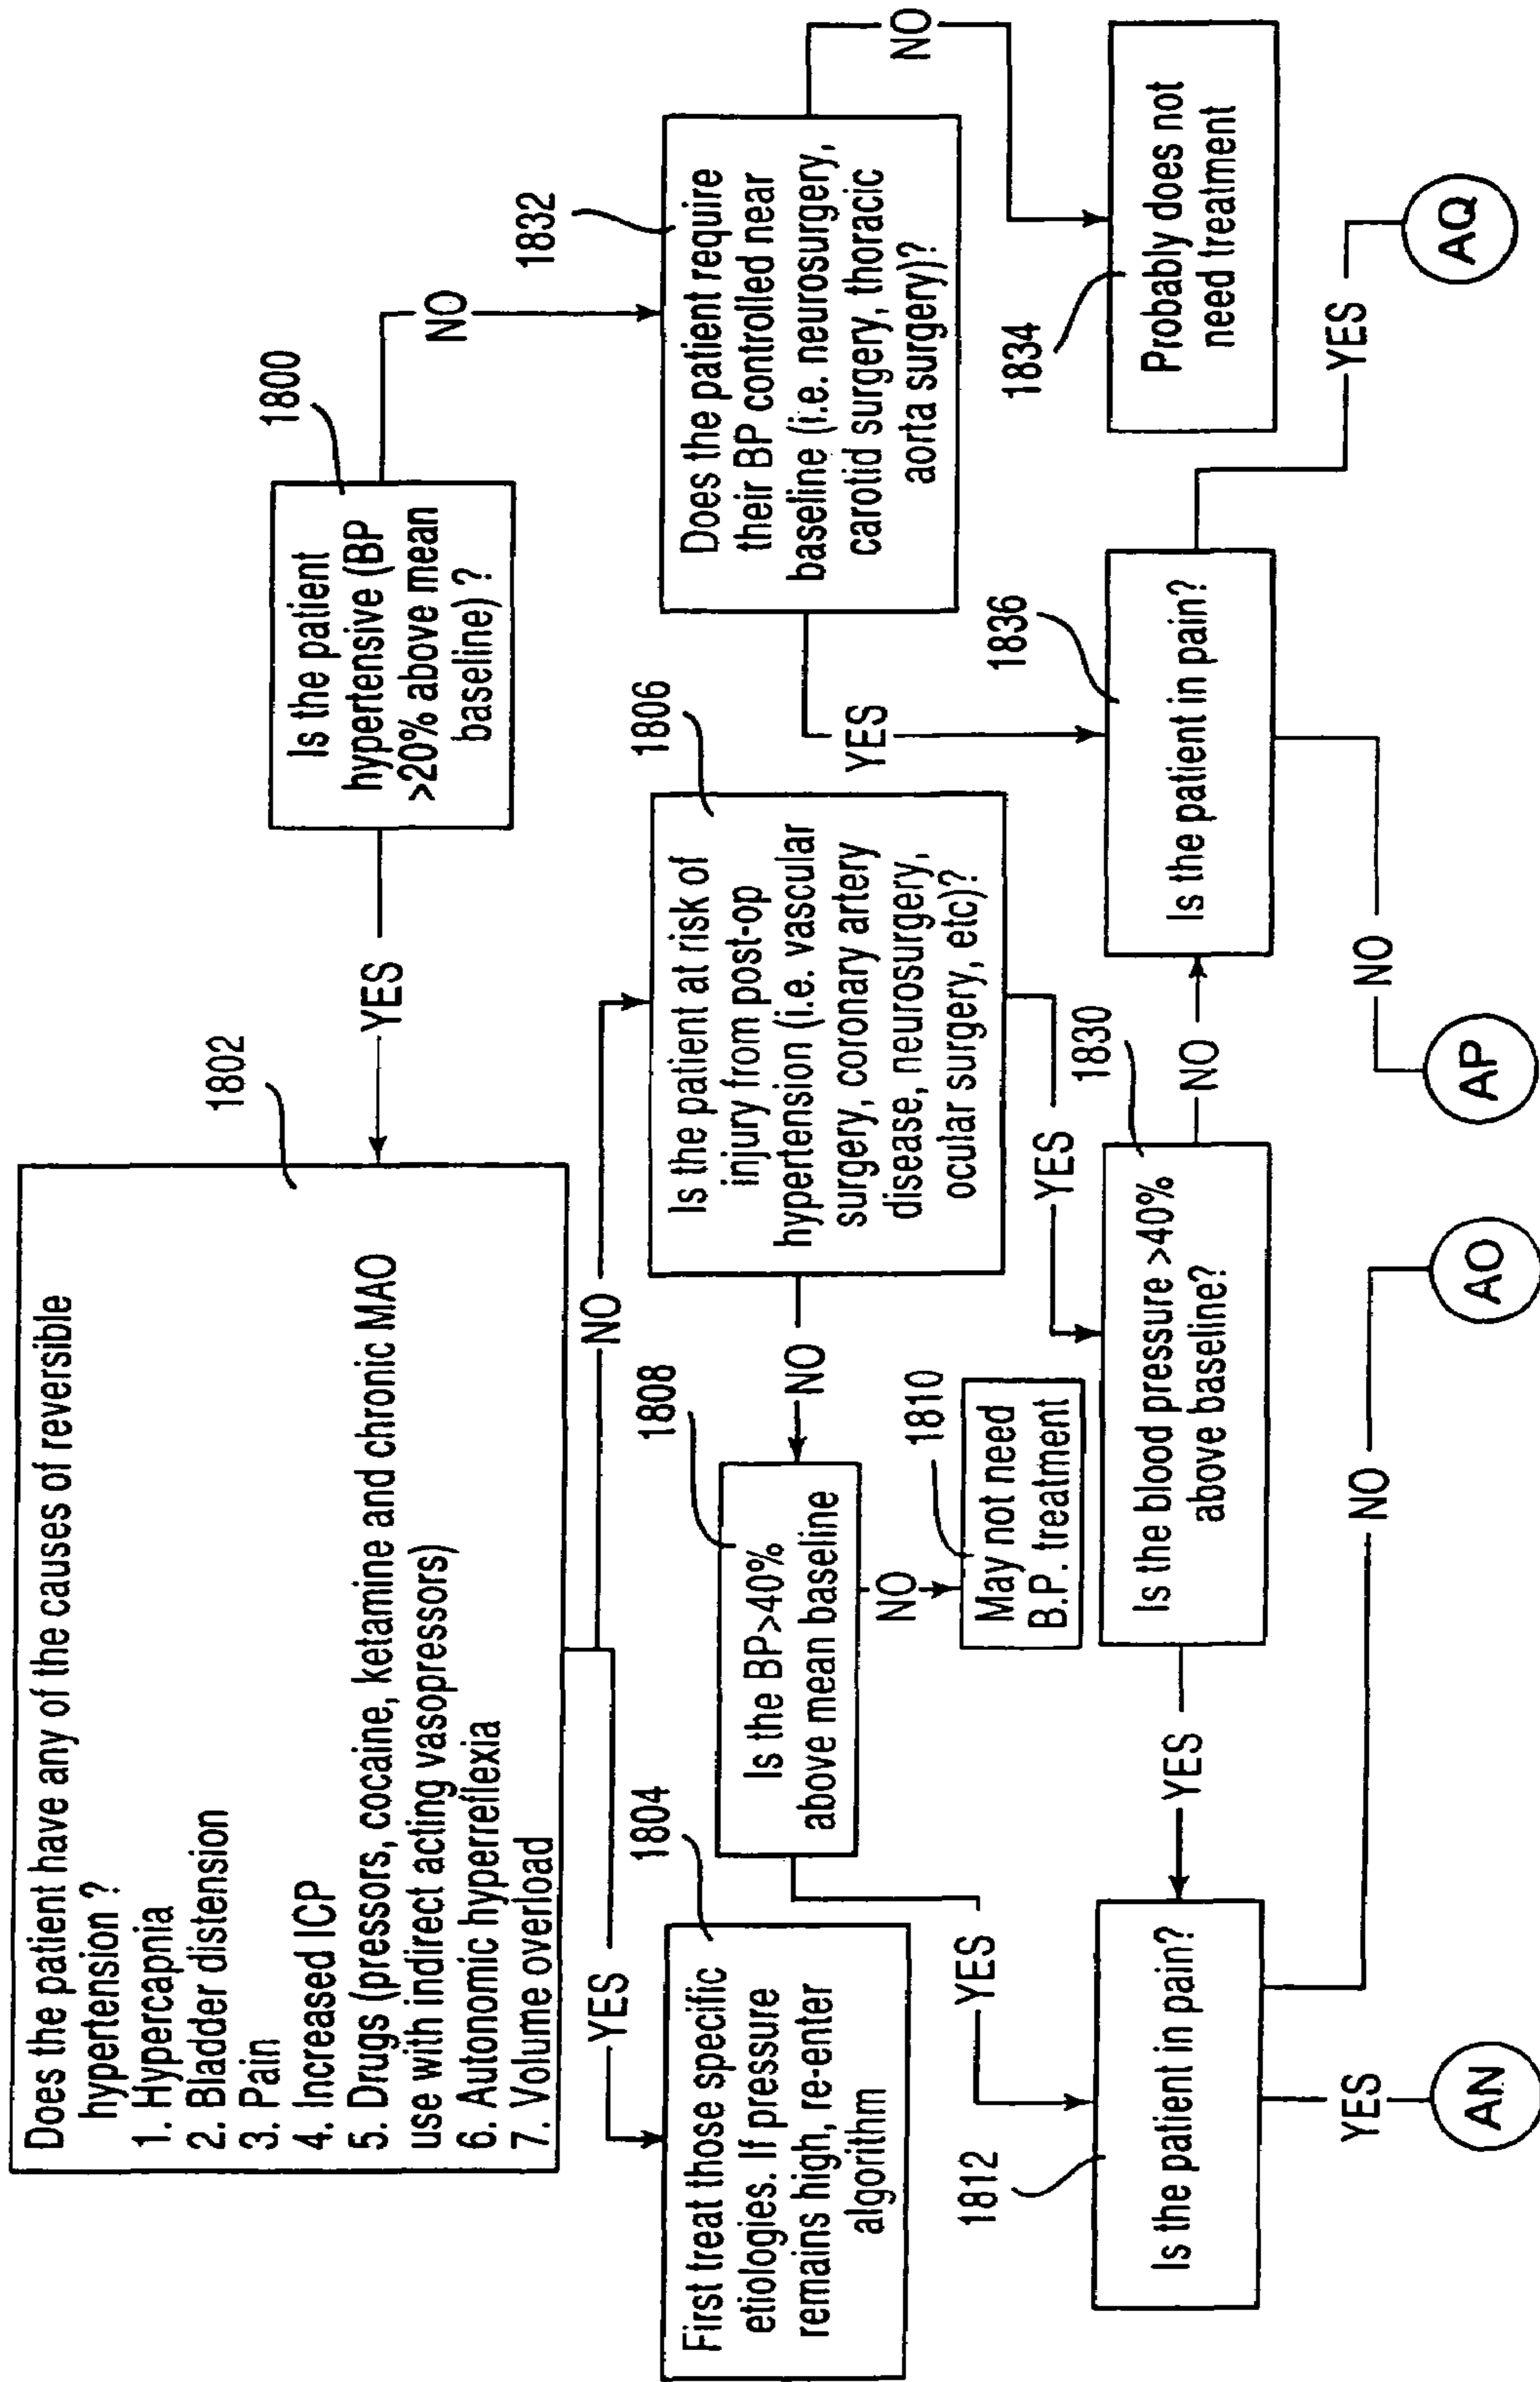 1800
Is the patient
hypertensive (BP
>20% above mean
baseline) ?
YES
NO
1802
Does the patient have any of the causes of reversible
hypertension ?
1. Hypercapnia
2. Bladder distension
3. Pain
4. Increased ICP
5. Drugs (pressors, cocaine, ketamine and chronic MAO
use with indirect acting vasopressors)
6. Autonomic hyperreflexia
7. Volume overload
YES
NO
1804
First treat those specific
etiologies. If pressure
remains high, re-enter
algorithm
1806
Is the patient at risk of
injury from post-op
hypertension (i.e. vascular
surgery, coronary artery
disease, neurosurgery,
ocular surgery, etc)?
NO
YES
1832
Does the patient require
their BP controlled near
baseline (i.e. neurosurgery,
carotid surgery, thoracic
aorta surgery)?
YES
NO
1808
Is the BP>40%
above mean baseline
YES
NO
1810
May not need
B.P. treatment
1812
Is the patient in pain?
YES
NO
1830
Is the blood pressure >40%
above baseline?
YES
NO
1836
Is the patient in pain?
NO
YES
1834
Probably does not
need treatment
AN
AO
AP
AQ